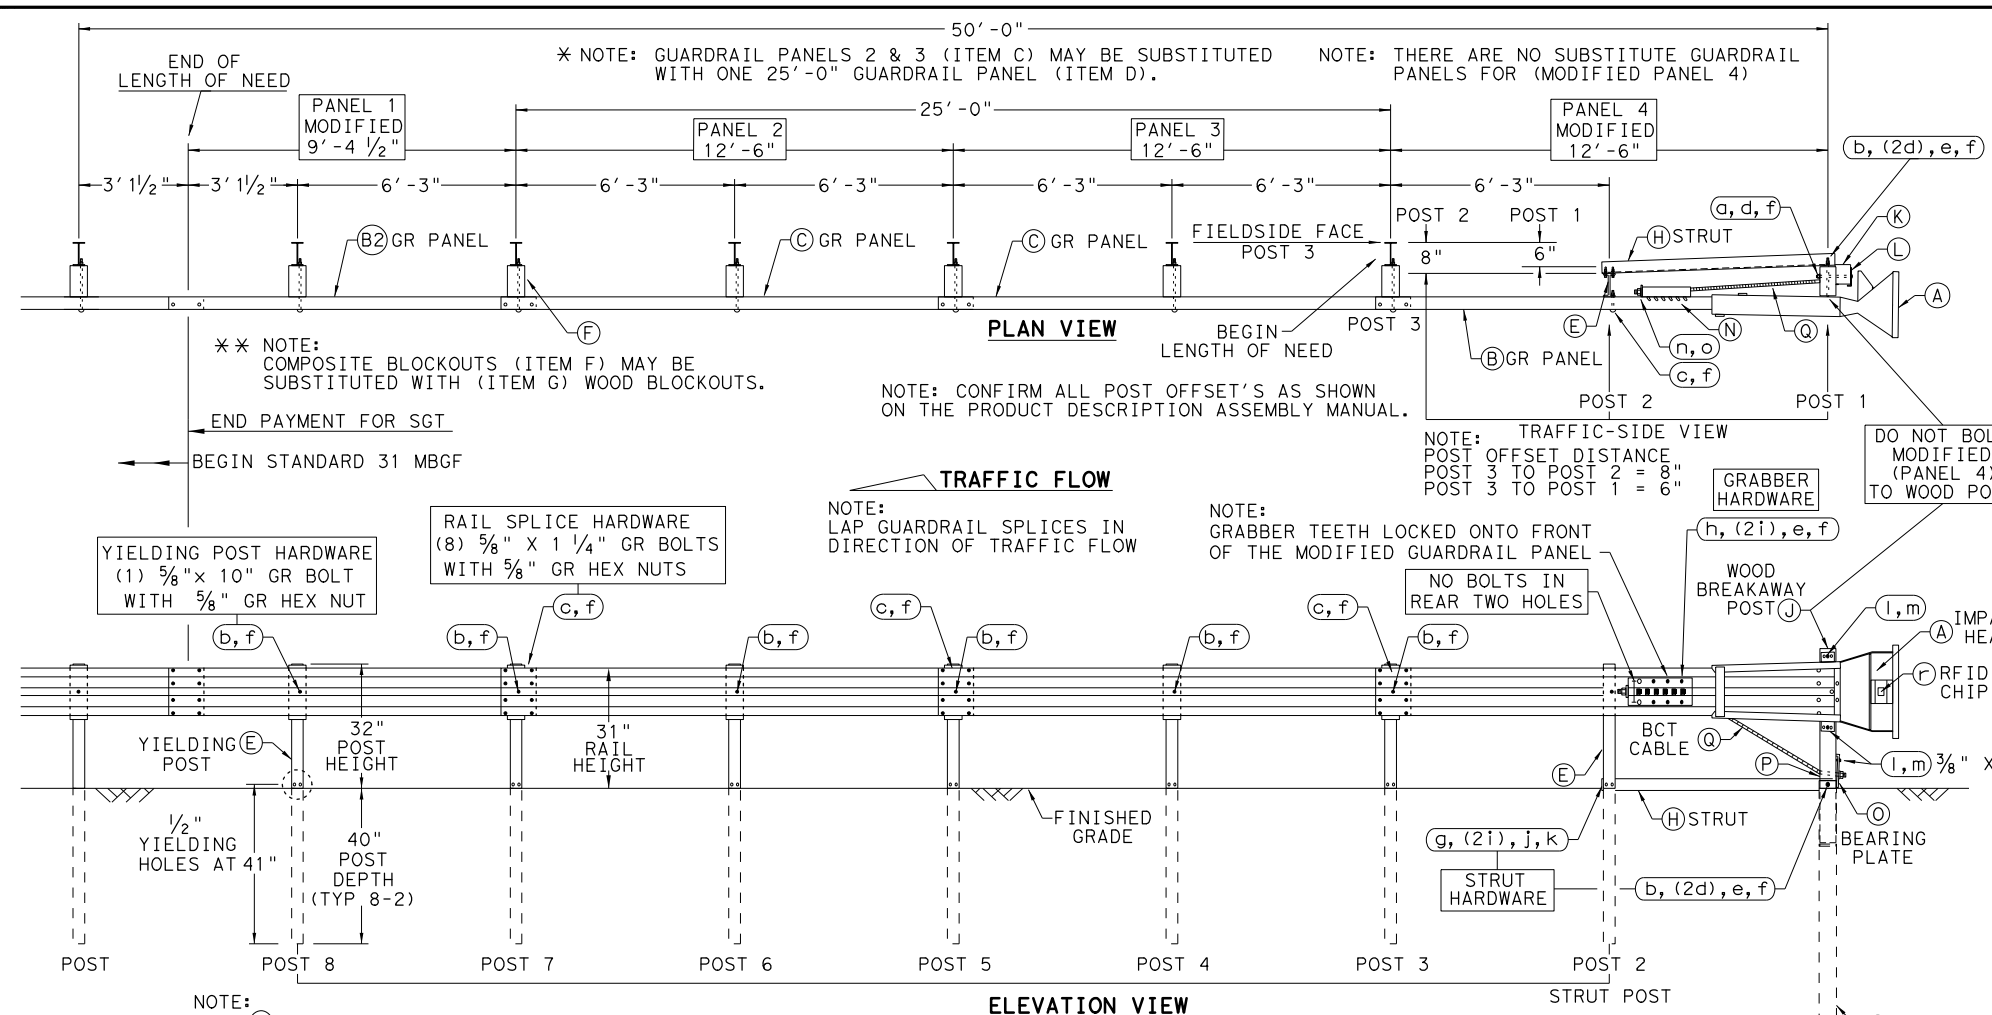 50'-0"
* NOTE: GUARDRAIL PANELS 2 & 3 (ITEM C) MAY BE SUBSTITUTED
WITH ONE 25'-0" GUARDRAIL PANEL (ITEM D).
NOTE: THERE ARE NO SUBSTITUTE GUARDRAIL
PANELS FOR (MODIFIED PANEL 4)
END OF
LENGTH OF NEED
PANEL 1
MODIFIED
9'-4 1/2"
25'-0"
PANEL 2
12'-6"
PANEL 3
12'-6"
PANEL 4
MODIFIED
12'-6"
b, (2d), e, f
3' 1/2"
3' 1/2"
6'-3"
6'-3"
6'-3"
6'-3"
6'-3"
6'-3"
POST 2
POST 1
a, d, f
K
B2 GR PANEL
C GR PANEL
C GR PANEL
FIELDSIDE FACE
POST 3
8"
6"
H STRUT
L
A
F
PLAN VIEW
BEGIN
LENGTH OF NEED
POST 3
E
N
Q
n, o
B GR PANEL
c, f
** NOTE:
COMPOSITE BLOCKOUTS (ITEM F) MAY BE
SUBSTITUTED WITH (ITEM G) WOOD BLOCKOUTS.
NOTE: CONFIRM ALL POST OFFSET'S AS SHOWN
ON THE PRODUCT DESCRIPTION ASSEMBLY MANUAL.
POST 2
POST 1
END PAYMENT FOR SGT
BEGIN STANDARD 31 MBGF
TRAFFIC-SIDE VIEW
NOTE:
POST OFFSET DISTANCE
POST 3 TO POST 2 = 8"
POST 3 TO POST 1 = 6"
DO NOT BOL
MODIFIED
(PANEL 4)
TO WOOD PO
TRAFFIC FLOW
NOTE:
LAP GUARDRAIL SPLICES IN
DIRECTION OF TRAFFIC FLOW
NOTE:
GRABBER TEETH LOCKED ONTO FRONT
OF THE MODIFIED GUARDRAIL PANEL
GRABBER
HARDWARE
h, (2i), e, f
YIELDING POST HARDWARE
(1) 5/8"x 10" GR BOLT
WITH 5/8" GR HEX NUT
RAIL SPLICE HARDWARE
(8) 5/8" X 1 1/4" GR BOLTS
WITH 5/8" GR HEX NUTS
NO BOLTS IN
REAR TWO HOLES
WOOD
BREAKAWAY
POST J
b, f
c, f
b, f
b, f
c, f
b, f
b, f
c, f
b, f
l, m
A IMPA
HEA
r RFID
CHIP
YIELDING E
POST
32"
POST
HEIGHT
31"
RAIL
HEIGHT
BCT
CABLE
Q
E
P
l, m 3/8" X
1/2"
YIELDING
HOLES AT 41"
40"
POST
DEPTH
(TYP 8-2)
FINISHED
GRADE
H STRUT
O
BEARING
PLATE
g, (2i), j, k
STRUT
HARDWARE
b, (2d), e, f
POST
POST 8
POST 7
POST 6
POST 5
POST 4
POST 3
POST 2
STRUT POST
NOTE:
ELEVATION VIEW